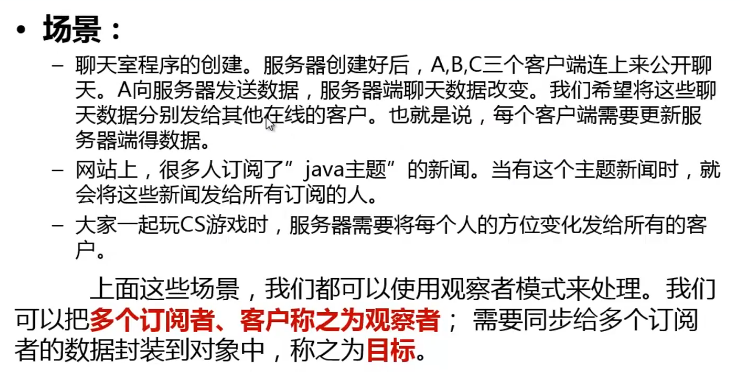 • 场景：
– 聊天室程序的创建。服务器创建好后，A,B,C三个客户端连上来公开聊
天。A向服务器发送数据，服务器端聊天数据改变。我们希望将这些聊
天数据分别发给其他在线的客户。也就是说，每个客户端需要更新服
务器端得数据。
– 网站上，很多人订阅了”java主题”的新闻。当有这个主题新闻时，就
会将这些新闻发给所有订阅的人。
– 大家一起玩CS游戏时，服务器需要将每个人的方位变化发给所有的客
户。
上面这些场景，我们都可以使用观察者模式来处理。我们
可以把多个订阅者、客户称之为观察者； 需要同步给多个订阅
者的数据封装到对象中，称之为目标。